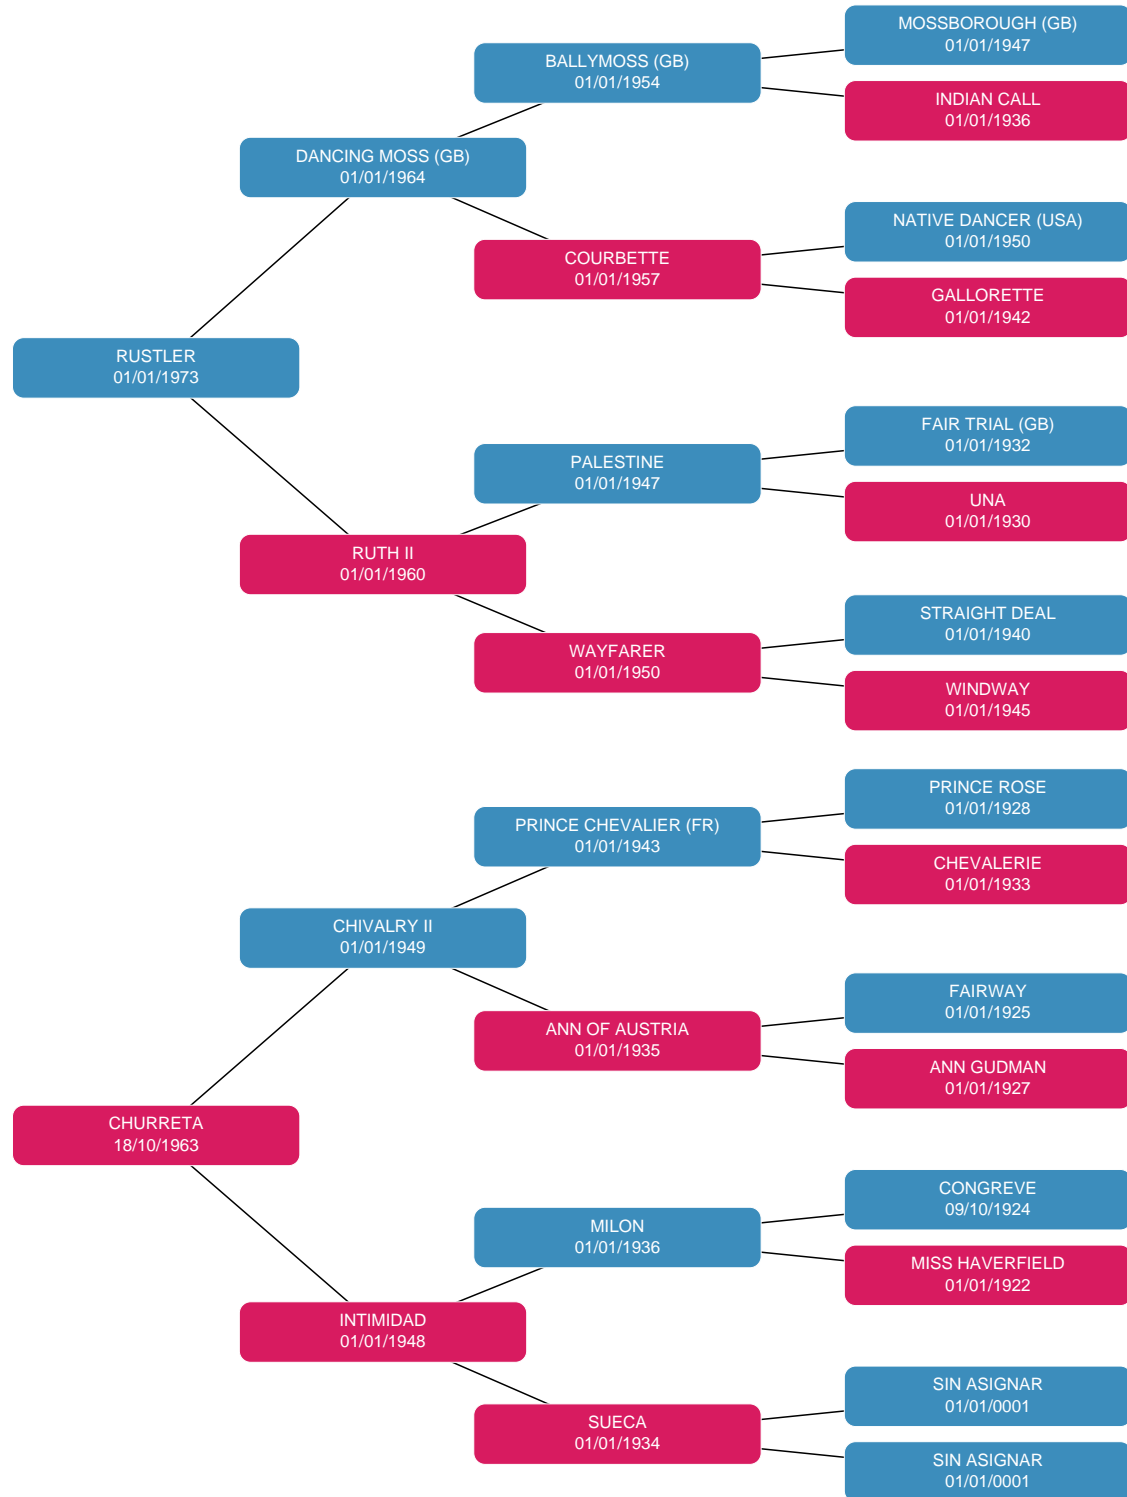 MOSSBOROUGH (GB)
01/01/1947
BALLYMOSS (GB)
01/01/1954
INDIAN CALL
01/01/1936
DANCING MOSS (GB)
01/01/1964
NATIVE DANCER (USA)
01/01/1950
COURBETTE
01/01/1957
GALLORETTE
01/01/1942
RUSTLER
01/01/1973
FAIR TRIAL (GB)
01/01/1932
PALESTINE
01/01/1947
UNA
01/01/1930
RUTH II
01/01/1960
STRAIGHT DEAL
01/01/1940
WAYFARER
01/01/1950
WINDWAY
01/01/1945
PRINCE ROSE
01/01/1928
PRINCE CHEVALIER (FR)
01/01/1943
CHEVALERIE
01/01/1933
CHIVALRY II
01/01/1949
FAIRWAY
01/01/1925
ANN OF AUSTRIA
01/01/1935
ANN GUDMAN
01/01/1927
CHURRETA
18/10/1963
CONGREVE
09/10/1924
MILON
01/01/1936
MISS HAVERFIELD
01/01/1922
INTIMIDAD
01/01/1948
SIN ASIGNAR
01/01/0001
SUECA
01/01/1934
SIN ASIGNAR
01/01/0001